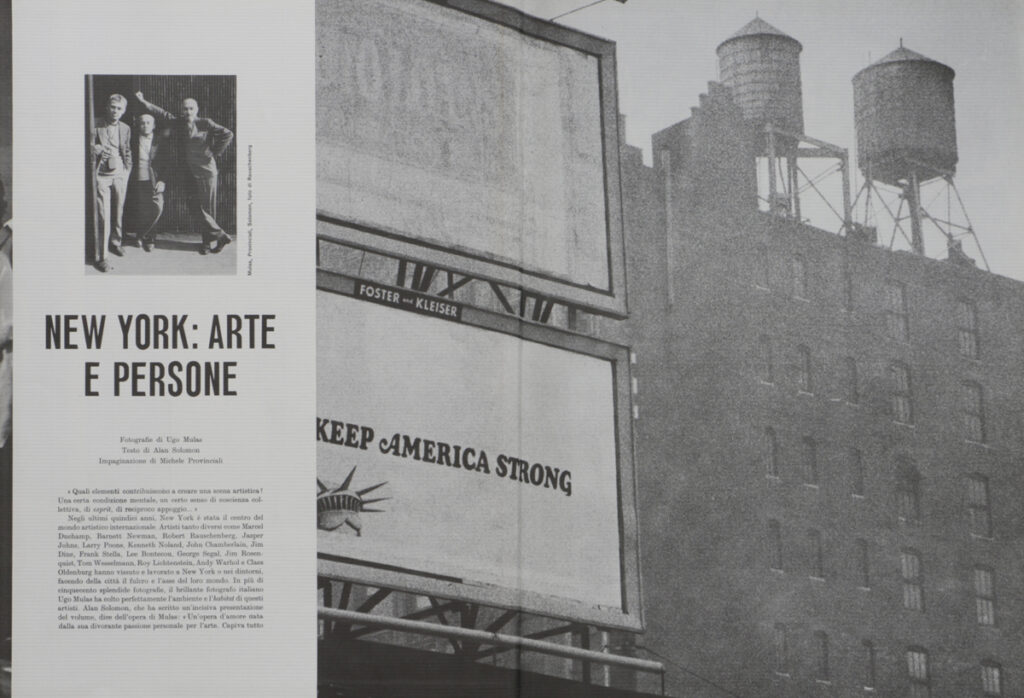 Mulas, Provinciali, Solomon, foto di Rauschenberg
NEW YORK: ARTE
E PERSONE
Fotografie di Ugo Mulas
Testo di Alan Solomon
Impaginazione di Michele Provinciali
« Quali elementi contribuiscono a creare una scena artistica?
Una certa condizione mentale, un certo senso di coscienza col-
lettiva, di esprit, di reciproco appoggio... »
Negli ultimi quindici anni, New York è stata il centro del
mondo artistico internazionale. Artisti tanto diversi come Marcel
Duchamp, Barnett Newman, Robert Rauschenberg, Jasper
Johns, Larry Poons, Kenneth Noland, John Chamberlain, Jim
Dine, Frank Stella, Lee Bontecou, George Segal, Jim Rosen-
quist, Tom Wesselmann, Roy Lichtenstein, Andy Warhol e Claes
Oldenburg hanno vissuto e lavorato a New York o nei dintorni,
facendo della città il fulcro e l'asse del loro mondo. In più di
cinquecento splendide fotografie, il brillante fotografo italiano
Ugo Mulas ha colto perfettamente l'ambiente e l'habitat di questi
artisti. Alan Solomon, che ha scritto un'incisiva presentazione
del volume, dice dell'opera di Mulas: « Un'opera d'amore nata
dalla sua divorante passione personale per l'arte. Capiva tutto
FOSTER and KLEISER
KEEP AMERICA STRONG